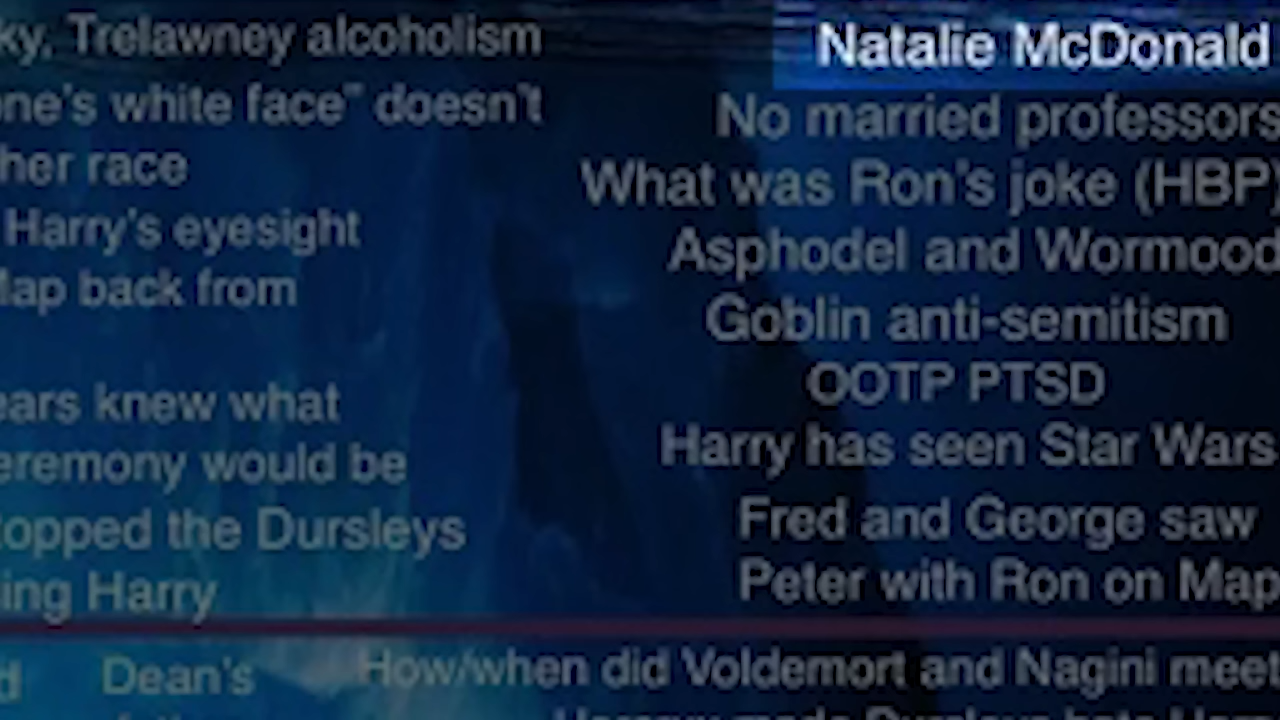 ky, Trelawney alcoholism
one's white face" doesn't
her race
Harry's eyesight
Map back from
ears knew what
eremony would be
topped the Dursleys
ing Harry
Natalie McDonald
No married professors
What was Ron's joke (HBP)
Asphodel and Wormood
Goblin anti-semitism
OOTP PTSD
Harry has seen Star Wars
Fred and George saw
Peter with Ron on Map
d Dean's
How/when did Voldemort and Nagini meet